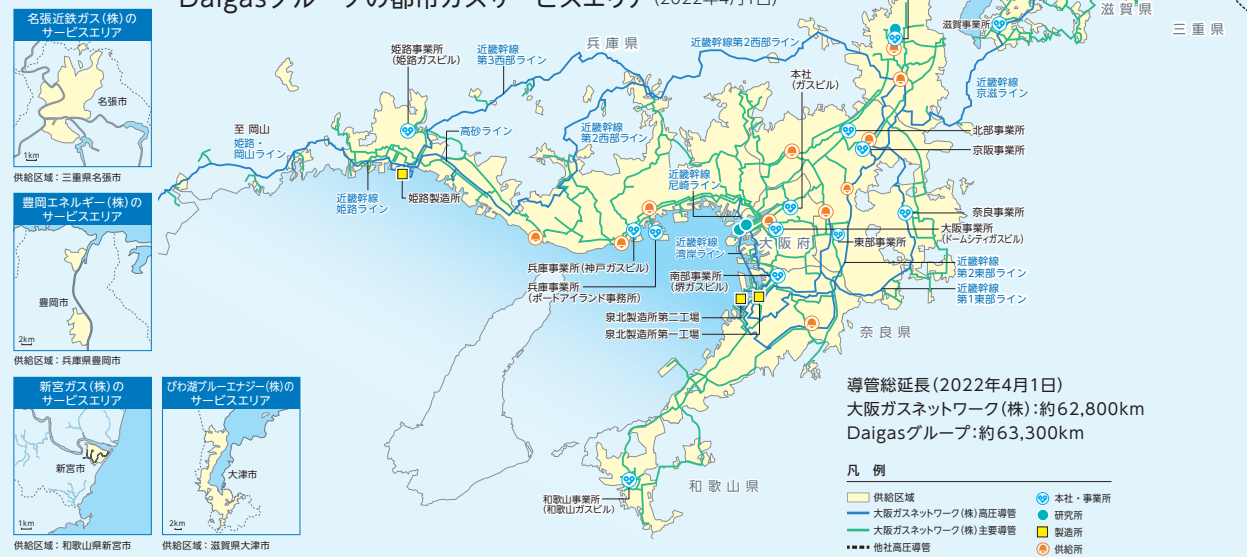 Daigasグループの都市ガスサービスエリア(2022年4月1日)
名張近鉄ガス(株)の
サービスエリア
名張市
1km
供給区域:三重県名張市
豊岡エネルギー(株)の
サービスエリア
豊岡市
2km
供給区域:兵庫県豊岡市
新宮ガス(株)の
サービスエリア
新宮市
1km
供給区域:和歌山県新宮市
びわ湖ブルーエナジー(株)の
サービスエリア
大津市
2km
供給区域:滋賀県大津市
滋賀県
三重県
滋賀事業所
兵庫県
近畿幹線第2西部ライン
姫路事業所
(姫路ガスビル)
近畿幹線
第3西部ライン
本社
(ガスビル)
近畿幹線
京滋ライン
至 岡山
姫路・
岡山ライン
高砂ライン
近畿幹線
第2西部ライン
北部事業所
京阪事業所
近畿幹線
尼崎ライン
近畿幹線
姫路ライン
姫路製造所
奈良事業所
大阪事業所
(ドームシティガスビル)
大阪府
東部事業所
近畿幹線
湾岸ライン
兵庫事業所(神戸ガスビル)
兵庫事業所
(ポートアイランド事務所)
南部事業所
(堺ガスビル)
近畿幹線
第2東部ライン
近畿幹線
第1東部ライン
泉北製造所第二工場
泉北製造所第一工場
奈良県
和歌山事業所
(和歌山ガスビル)
和歌山県
導管総延長(2022年4月1日)
大阪ガスネットワーク(株):約62,800km
Daigasグループ:約63,300km
凡 例
供給区域
大阪ガスネットワーク(株)高圧導管
大阪ガスネットワーク(株)主要導管
他社高圧導管
本社・事業所
研究所
製造所
供給所